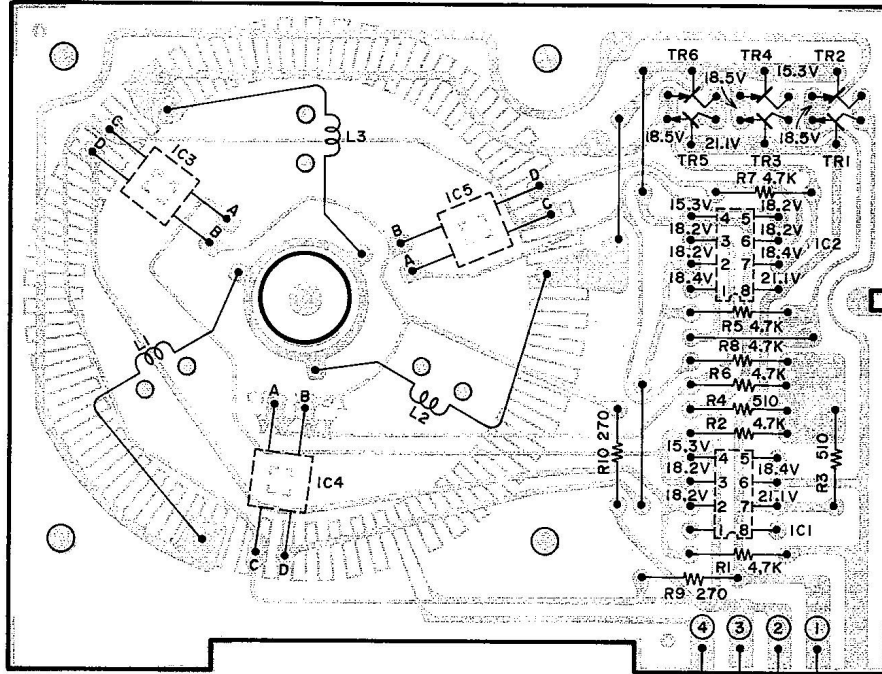 TR6 TR4 TR2
18.5V 15.3V
18.5V 21.1V 18.5V
TR5 TR3 TR1
R7 4.7K
15.3V 4 5 18.2V
18.2V 3 6 18.2V
IC2
18.2V 2 7 18.4V
18.4V 1 8 21.1V
R5 4.7K
R8 4.7K
R6 4.7K
R4 510
R2 4.7K
15.3V 4 5
18.2V 3 6 18.4V
18.2V 2 7 21.1V
1 8 IC1
R1 4.7K
R9 270
R10 270
R3 510
4 3 2 1
L3
C
D
IC3
A
B
IC5
D
C
B
A
L1
L2
A B
IC4
C D